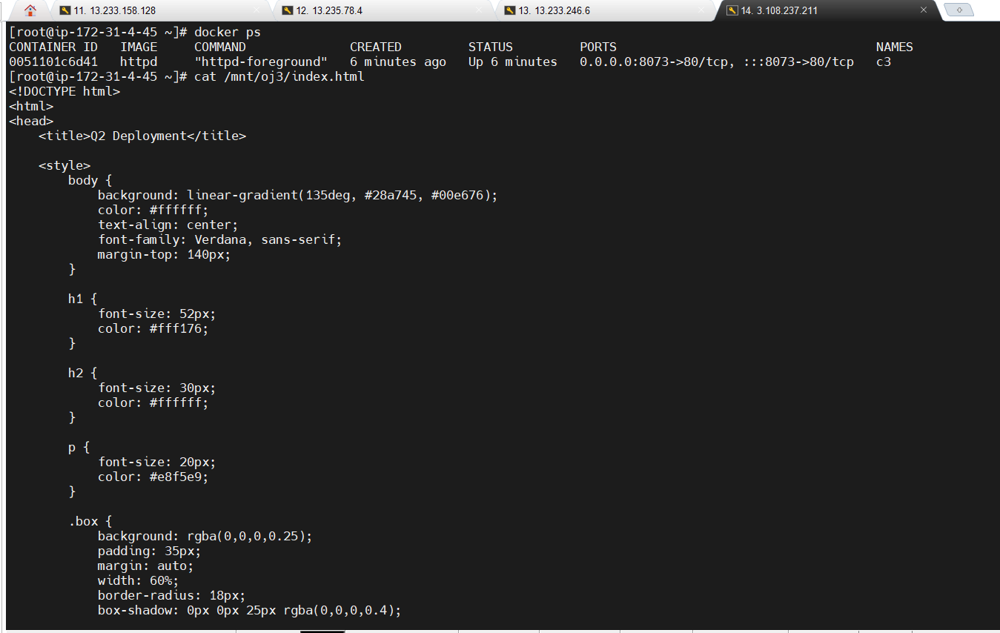 11. 13.233.158.128
12. 13.235.78.4
13. 13.233.246.6
14. 3.108.237.211
[root@ip-172-31-4-45 ~]# docker ps
CONTAINER ID   IMAGE     COMMAND              CREATED         STATUS         PORTS                                     NAMES
0051101c6d41   httpd     "httpd-foreground"   6 minutes ago   Up 6 minutes   0.0.0.0:8073->80/tcp, :::8073->80/tcp   c3
[root@ip-172-31-4-45 ~]# cat /mnt/oj3/index.html
<!DOCTYPE html>
<html>
<head>
    <title>Q2 Deployment</title>

    <style>
        body {
            background: linear-gradient(135deg, #28a745, #00e676);
            color: #ffffff;
            text-align: center;
            font-family: Verdana, sans-serif;
            margin-top: 140px;
        }

        h1 {
            font-size: 52px;
            color: #fff176;
        }

        h2 {
            font-size: 30px;
            color: #ffffff;
        }

        p {
            font-size: 20px;
            color: #e8f5e9;
        }

        .box {
            background: rgba(0,0,0,0.25);
            padding: 35px;
            margin: auto;
            width: 60%;
            border-radius: 18px;
            box-shadow: 0px 0px 25px rgba(0,0,0,0.4);